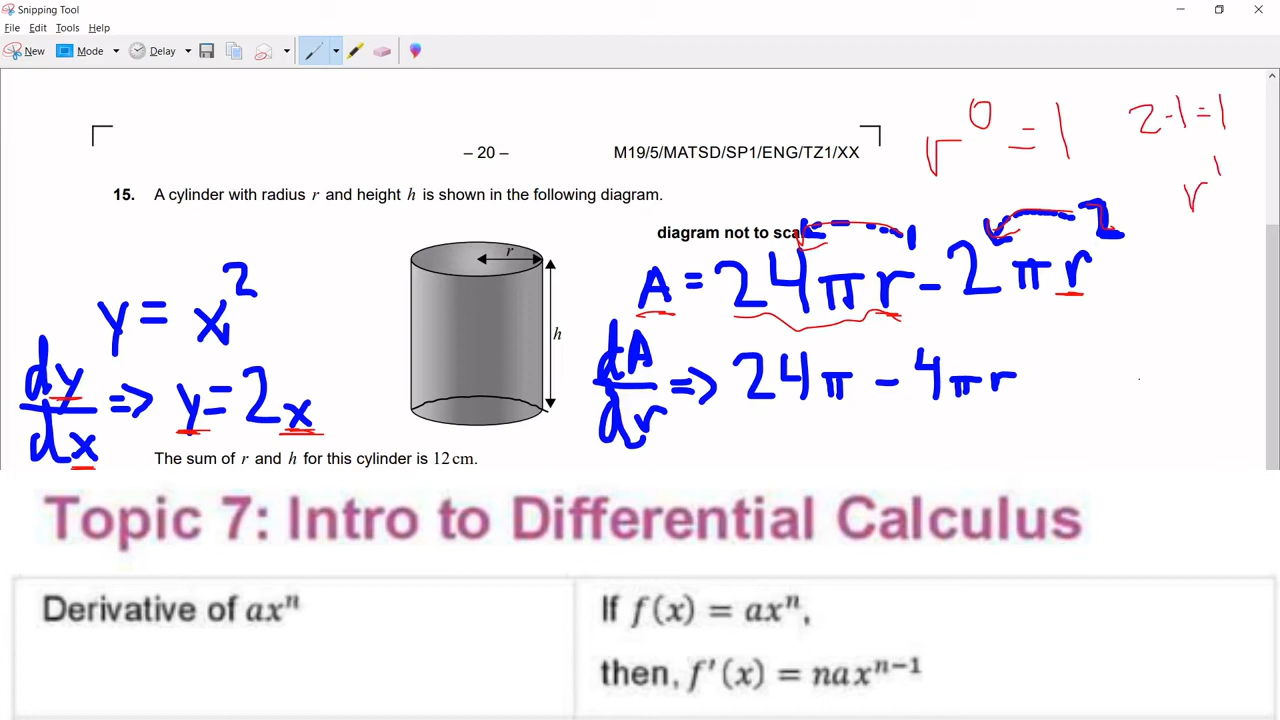 Snipping Tool
File Edit Tools Help
New Mode Delay
r⁰ = 1
2-1=1
r¹
– 20 –
M19/5/MATSD/SP1/ENG/TZ1/XX
15. A cylinder with radius r and height h is shown in the following diagram.
diagram not to sca
r
h
A = 24πr - 2πr²
y = x²
dA/dr => 24π - 4πr
dy/dx => y = 2x
The sum of r and h for this cylinder is 12 cm.
Topic 7: Intro to Differential Calculus
Derivative of axⁿ
If f(x) = axⁿ,
then, f′(x) = naxⁿ⁻¹